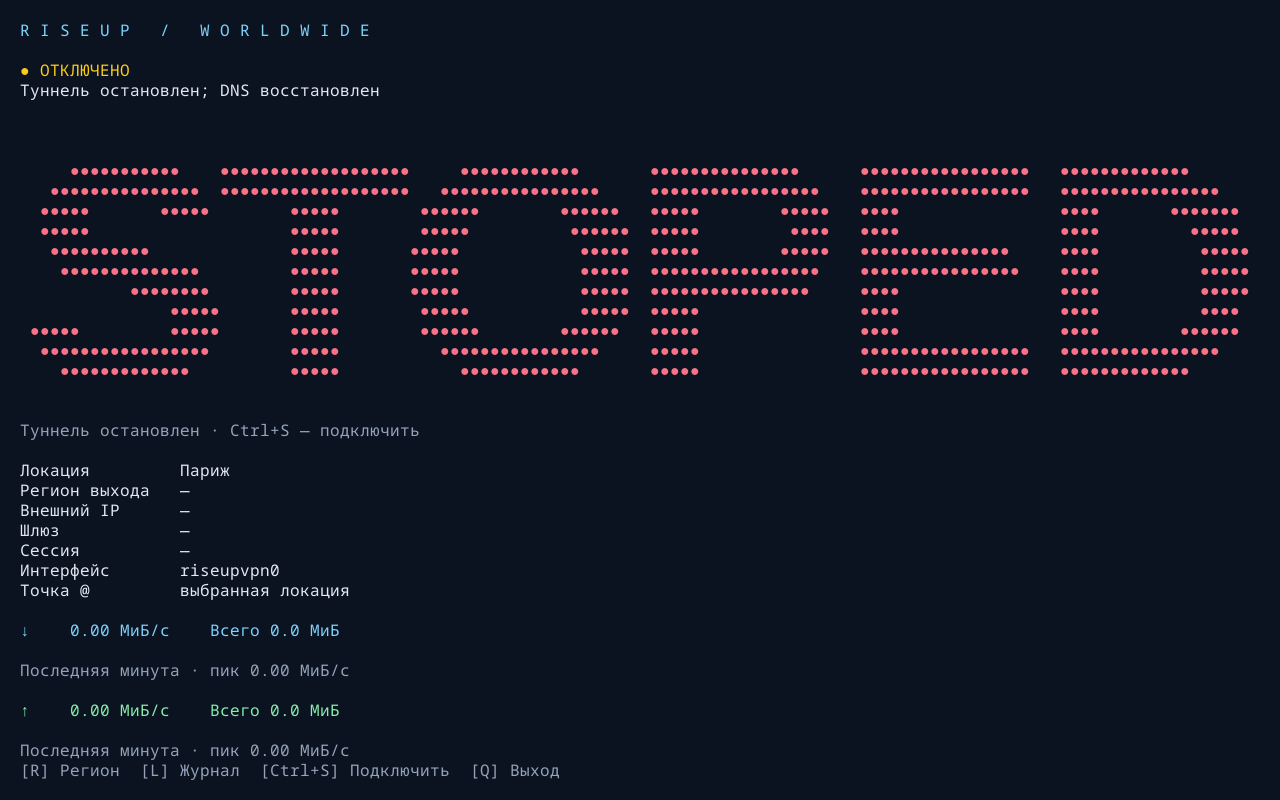 RISEUP / WORLDWIDE
● ОТКЛЮЧЕНО
Туннель остановлен; DNS восстановлен
STOPED
Туннель остановлен · Ctrl+S — подключить
Локация Париж
Регион выхода —
Внешний IP —
Шлюз —
Сессия —
Интерфейс riseupvpn0
Точка @ выбранная локация
↓ 0.00 МиБ/с Всего 0.0 МиБ
Последняя минута · пик 0.00 МиБ/с
↑ 0.00 МиБ/с Всего 0.0 МиБ
Последняя минута · пик 0.00 МиБ/с
[R] Регион [L] Журнал [Ctrl+S] Подключить [Q] Выход